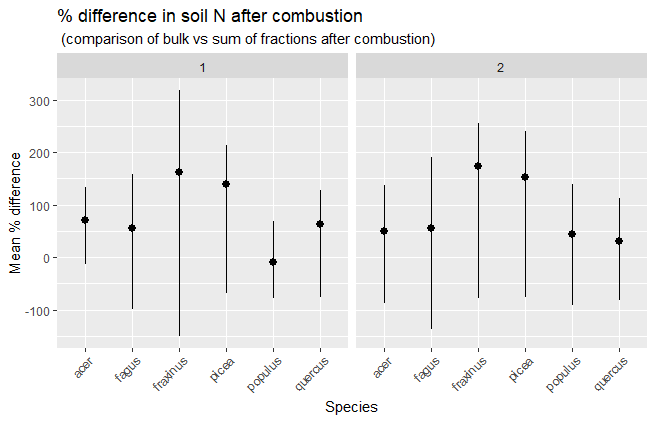 % difference in soil N after combustion
(comparison of bulk vs sum of fractions after combustion)
1
2
300
200
100
0
-100
Mean % difference
acer
fagus
fraxinus
picea
populus
quercus
acer
fagus
fraxinus
picea
populus
quercus
Species